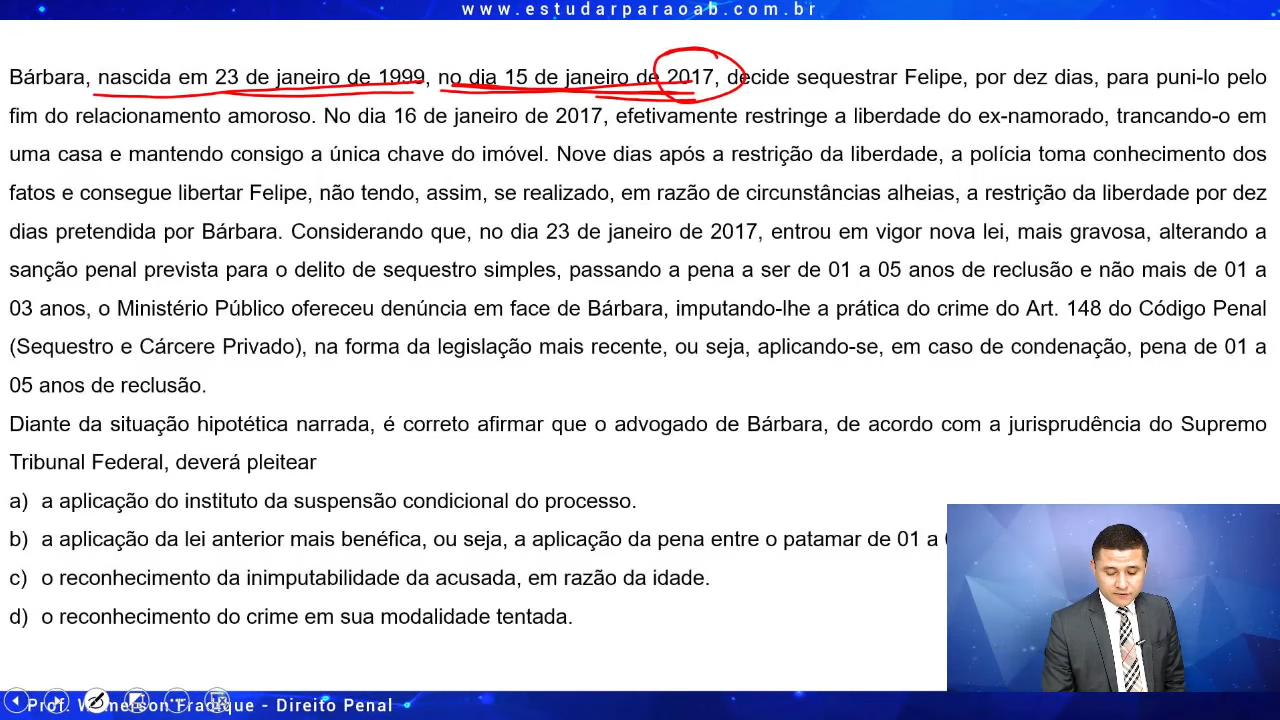 www.estudarparaoab.com.br
Bárbara, nascida em 23 de janeiro de 1999, no dia 15 de janeiro de 2017, decide sequestrar Felipe, por dez dias, para puni-lo pelo
fim do relacionamento amoroso. No dia 16 de janeiro de 2017, efetivamente restringe a liberdade do ex-namorado, trancando-o em
uma casa e mantendo consigo a única chave do imóvel. Nove dias após a restrição da liberdade, a polícia toma conhecimento dos
fatos e consegue libertar Felipe, não tendo, assim, se realizado, em razão de circunstâncias alheias, a restrição da liberdade por dez
dias pretendida por Bárbara. Considerando que, no dia 23 de janeiro de 2017, entrou em vigor nova lei, mais gravosa, alterando a
sanção penal prevista para o delito de sequestro simples, passando a pena a ser de 01 a 05 anos de reclusão e não mais de 01 a
03 anos, o Ministério Público ofereceu denúncia em face de Bárbara, imputando-lhe a prática do crime do Art. 148 do Código Penal
(Sequestro e Cárcere Privado), na forma da legislação mais recente, ou seja, aplicando-se, em caso de condenação, pena de 01 a
05 anos de reclusão.
Diante da situação hipotética narrada, é correto afirmar que o advogado de Bárbara, de acordo com a jurisprudência do Supremo
Tribunal Federal, deverá pleitear
a) a aplicação do instituto da suspensão condicional do processo.
b) a aplicação da lei anterior mais benéfica, ou seja, a aplicação da pena entre o patamar de 01 a
c) o reconhecimento da inimputabilidade da acusada, em razão da idade.
d) o reconhecimento do crime em sua modalidade tentada.
Prof. - Direito Penal